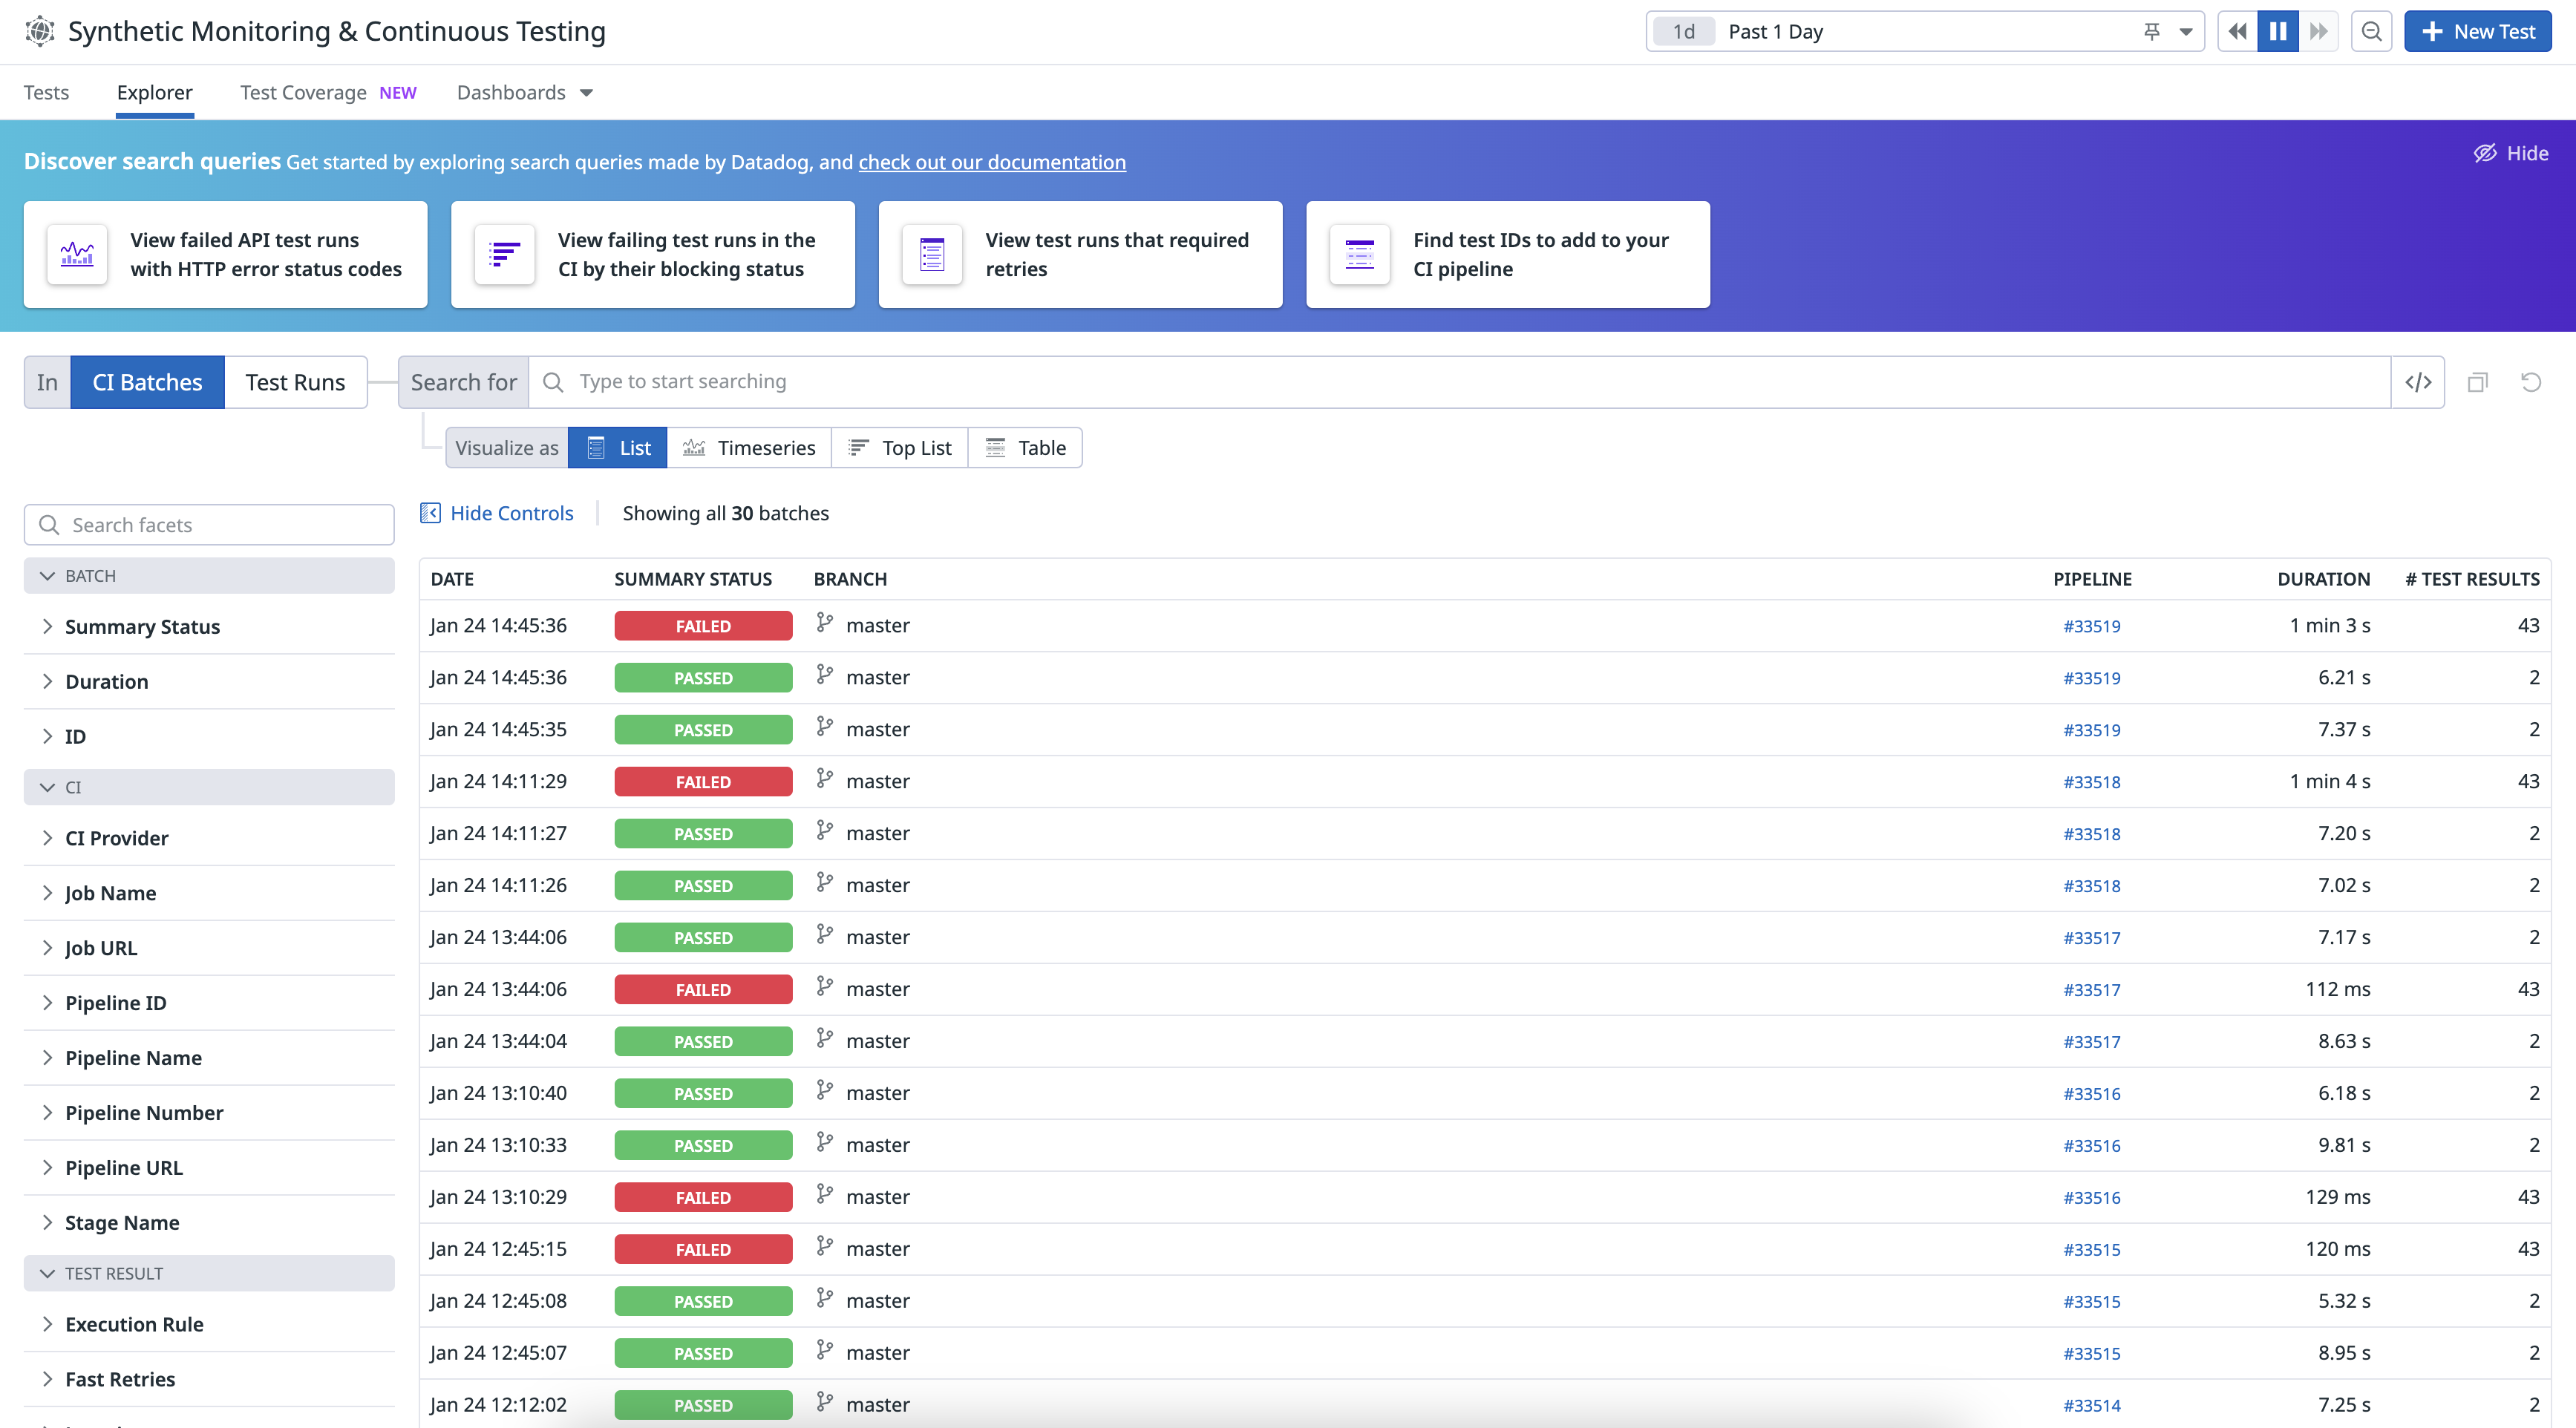 Synthetic Monitoring & Continuous Testing
1d Past 1 Day
New Test
Tests Explorer Test Coverage NEW Dashboards
Discover search queries Get started by exploring search queries made by Datadog, and check out our documentation
Hide
View failed API test runs
with HTTP error status codes
View failing test runs in the
CI by their blocking status
View test runs that required
retries
Find test IDs to add to your
CI pipeline
In CI Batches Test Runs Search for Type to start searching </>
Visualize as List Timeseries Top List Table
Search facets
BATCH
Summary Status
Duration
ID
CI
CI Provider
Job Name
Job URL
Pipeline ID
Pipeline Name
Pipeline Number
Pipeline URL
Stage Name
TEST RESULT
Execution Rule
Fast Retries
Hide Controls Showing all 30 batches
DATE SUMMARY STATUS BRANCH PIPELINE DURATION # TEST RESULTS
Jan 24 14:45:36 FAILED master #33519 1 min 3 s 43
Jan 24 14:45:36 PASSED master #33519 6.21 s 2
Jan 24 14:45:35 PASSED master #33519 7.37 s 2
Jan 24 14:11:29 FAILED master #33518 1 min 4 s 43
Jan 24 14:11:27 PASSED master #33518 7.20 s 2
Jan 24 14:11:26 PASSED master #33518 7.02 s 2
Jan 24 13:44:06 PASSED master #33517 7.17 s 2
Jan 24 13:44:06 FAILED master #33517 112 ms 43
Jan 24 13:44:04 PASSED master #33517 8.63 s 2
Jan 24 13:10:40 PASSED master #33516 6.18 s 2
Jan 24 13:10:33 PASSED master #33516 9.81 s 2
Jan 24 13:10:29 FAILED master #33516 129 ms 43
Jan 24 12:45:15 FAILED master #33515 120 ms 43
Jan 24 12:45:08 PASSED master #33515 5.32 s 2
Jan 24 12:45:07 PASSED master #33515 8.95 s 2
Jan 24 12:12:02 PASSED master #33514 7.25 s 2